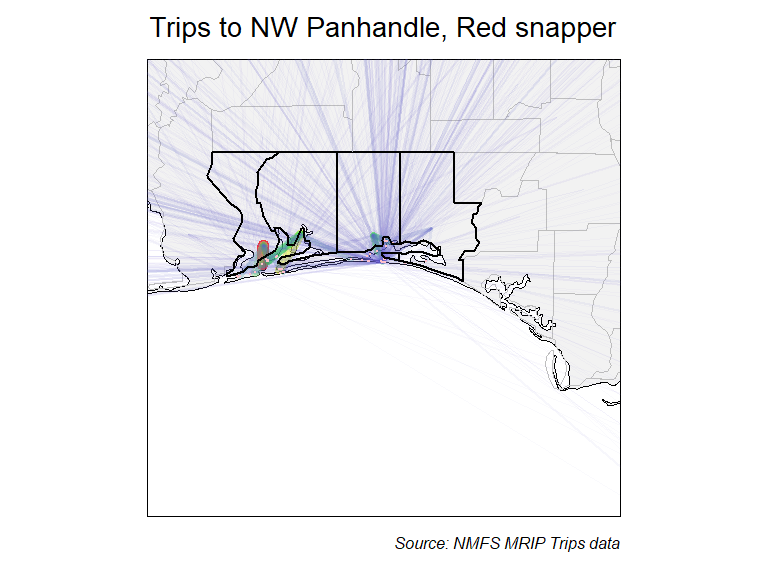 Trips to NW Panhandle, Red snapper
Source: NMFS MRIP Trips data